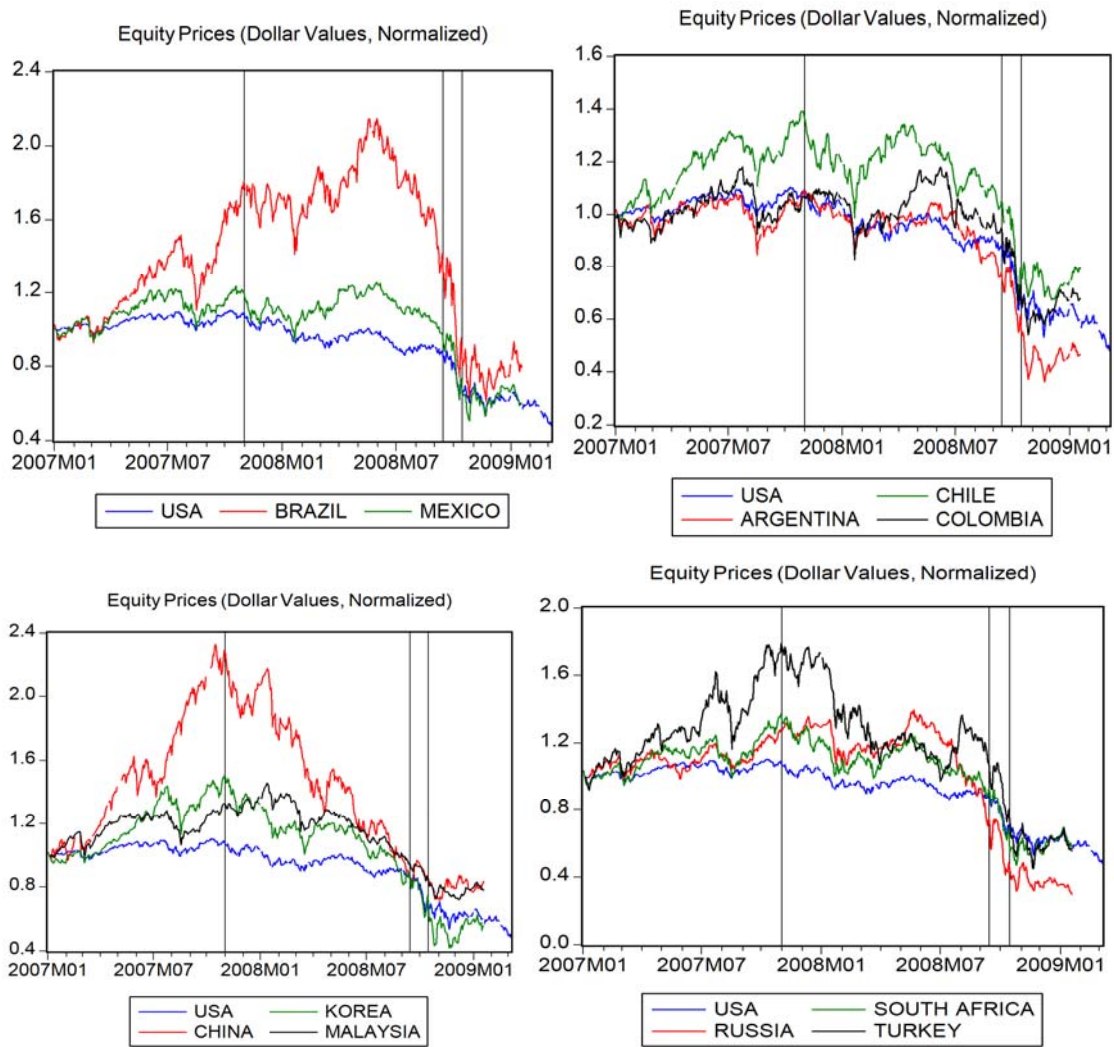 Equity Prices (Dollar Values, Normalized)
2.4
2.0
1.6
1.2
0.8
0.4
2007M01 2007M07 2008M01 2008M07 2009M01
USA BRAZIL MEXICO
Equity Prices (Dollar Values, Normalized)
1.6
1.4
1.2
1.0
0.8
0.6
0.4
0.2
2007M01 2007M07 2008M01 2008M07 2009M01
USA CHILE
ARGENTINA COLOMBIA
Equity Prices (Dollar Values, Normalized)
2.4
2.0
1.6
1.2
0.8
0.4
2007M01 2007M07 2008M01 2008M07 2009M01
USA KOREA
CHINA MALAYSIA
Equity Prices (Dollar Values, Normalized)
2.0
1.6
1.2
0.8
0.4
0.0
2007M01 2007M07 2008M01 2008M07 2009M01
USA SOUTH AFRICA
RUSSIA TURKEY